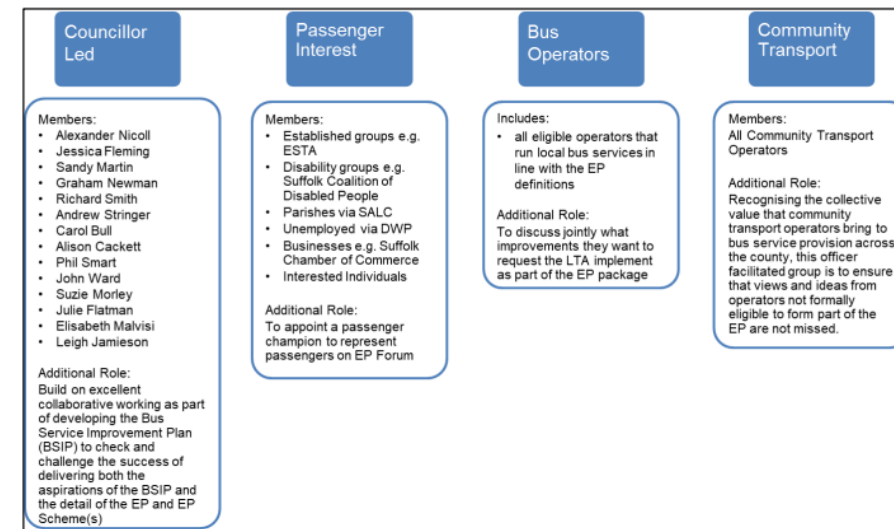 Councillor
Led
Members:
• Alexander Nicoll
• Jessica Fleming
• Sandy Martin
• Graham Newman
• Richard Smith
• Andrew Stringer
• Carol Bull
• Alison Cackett
• Phil Smart
• John Ward
• Suzie Morley
• Julie Flatman
• Elisabeth Malvisi
• Leigh Jamieson
Additional Role:
Build on excellent
collaborative working as part
of developing the Bus
Service Improvement Plan
(BSIP) to check and
challenge the success of
delivering both the
aspirations of the BSIP and
the detail of the EP and EP
Scheme(s)
Passenger
Interest
Members:
• Established groups e.g.
ESTA
• Disability groups e.g.
Suffolk Coalition of
Disabled People
• Parishes via SALC
• Unemployed via DWP
• Businesses e.g. Suffolk
Chamber of Commerce
• Interested Individuals
Additional Role:
To appoint a passenger
champion to represent
passengers on EP Forum
Bus
Operators
Includes:
• all eligible operators that
run local bus services in
line with the EP
definitions
Additional Role:
To discuss jointly what
improvements they want to
request the LTA implement
as part of the EP package
Community
Transport
Members:
All Community Transport
Operators
Additional Role:
Recognising the collective
value that community
transport operators bring to
bus service provision across
the county, this officer
facilitated group is to ensure
that views and ideas from
operators not formally
eligible to form part of the
EP are not missed.